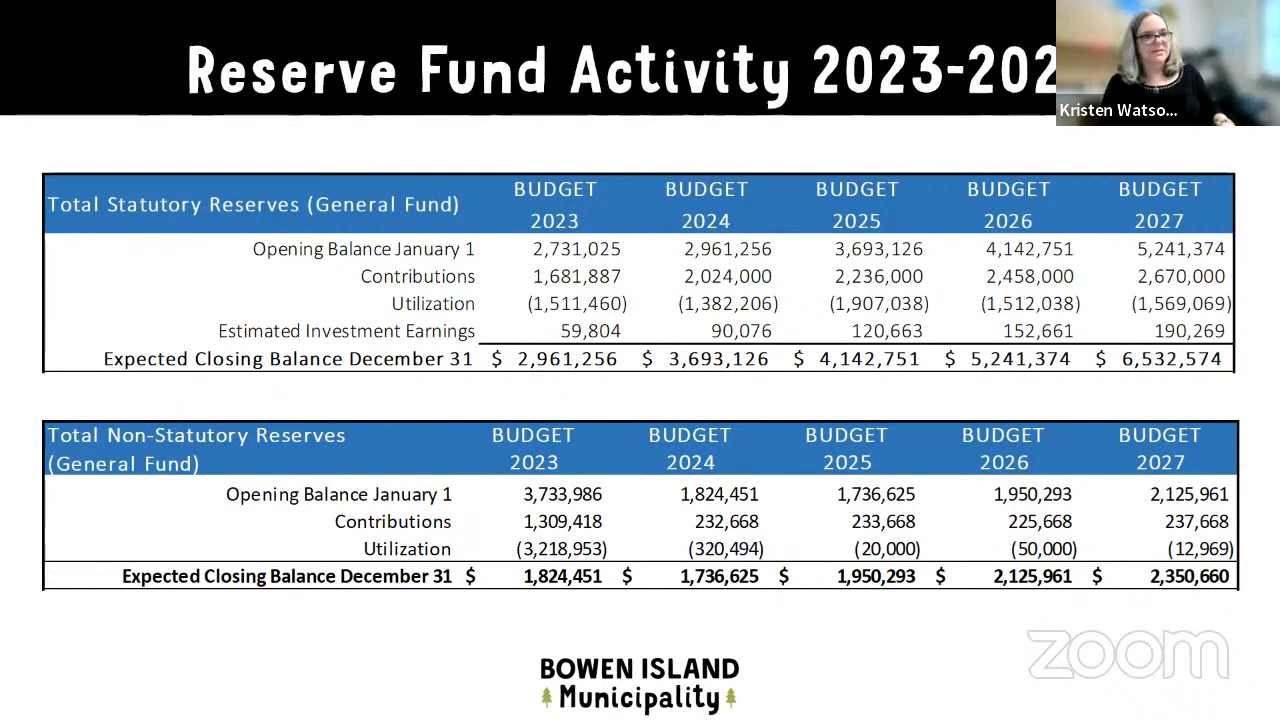 Reserve Fund Activity 2023-202
Kristen Watso...
Total Statutory Reserves (General Fund) BUDGET 2023 BUDGET 2024 BUDGET 2025 BUDGET 2026 BUDGET 2027
Opening Balance January 1 2,731,025 2,961,256 3,693,126 4,142,751 5,241,374
Contributions 1,681,887 2,024,000 2,236,000 2,458,000 2,670,000
Utilization (1,511,460) (1,382,206) (1,907,038) (1,512,038) (1,569,069)
Estimated Investment Earnings 59,804 90,076 120,663 152,661 190,269
Expected Closing Balance December 31 $ 2,961,256 $ 3,693,126 $ 4,142,751 $ 5,241,374 $ 6,532,574
Total Non-Statutory Reserves BUDGET BUDGET BUDGET BUDGET BUDGET
(General Fund) 2023 2024 2025 2026 2027
Opening Balance January 1 3,733,986 1,824,451 1,736,625 1,950,293 2,125,961
Contributions 1,309,418 232,668 233,668 225,668 237,668
Utilization (3,218,953) (320,494) (20,000) (50,000) (12,969)
Expected Closing Balance December 31 $ 1,824,451 $ 1,736,625 $ 1,950,293 $ 2,125,961 $ 2,350,660
zoom
BOWEN ISLAND
Municipality